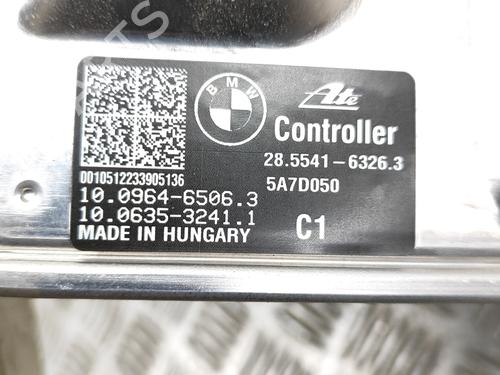 BMW
Ate
Controller
28.5541-6326.3
5A7D050
C1
0010512233905136
10.0964-6506.3
10.0635-3241.1
MADE IN HUNGARY